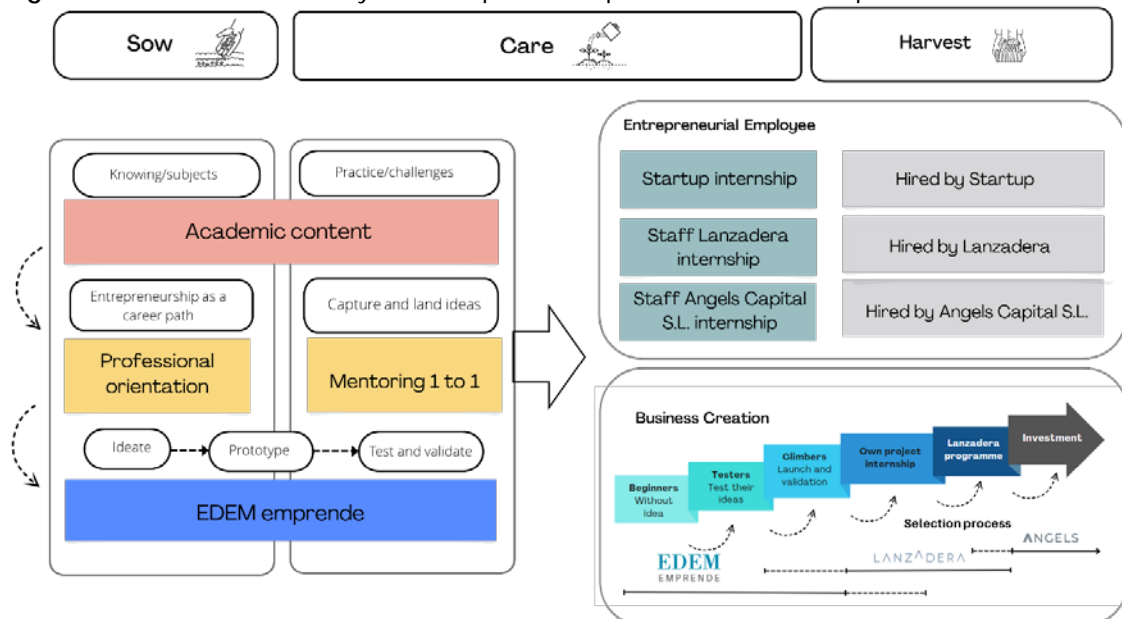 Sow
Care
Harvest
Knowing/subjects
Practice/challenges
Academic content
Entrepreneurship as a
career path
Capture and land ideas
Professional
orientation
Mentoring 1 to 1
Ideate
Prototype
Test and validate
EDEM emprende
Entrepreneurial Employee
Startup internship
Hired by Startup
Staff Lanzadera
internship
Hired by Lanzadera
Staff Angels Capital
S.L. internship
Hired by Angels Capital S.L.
Business Creation
Beginners
Without
idea
Testers
Test their
ideas
Climbers
Launch and
validation
Own project
internship
Lanzadera
programme
Investment
Selection process
EDEM
EMPRENDE
LANZADERA
ANGELS